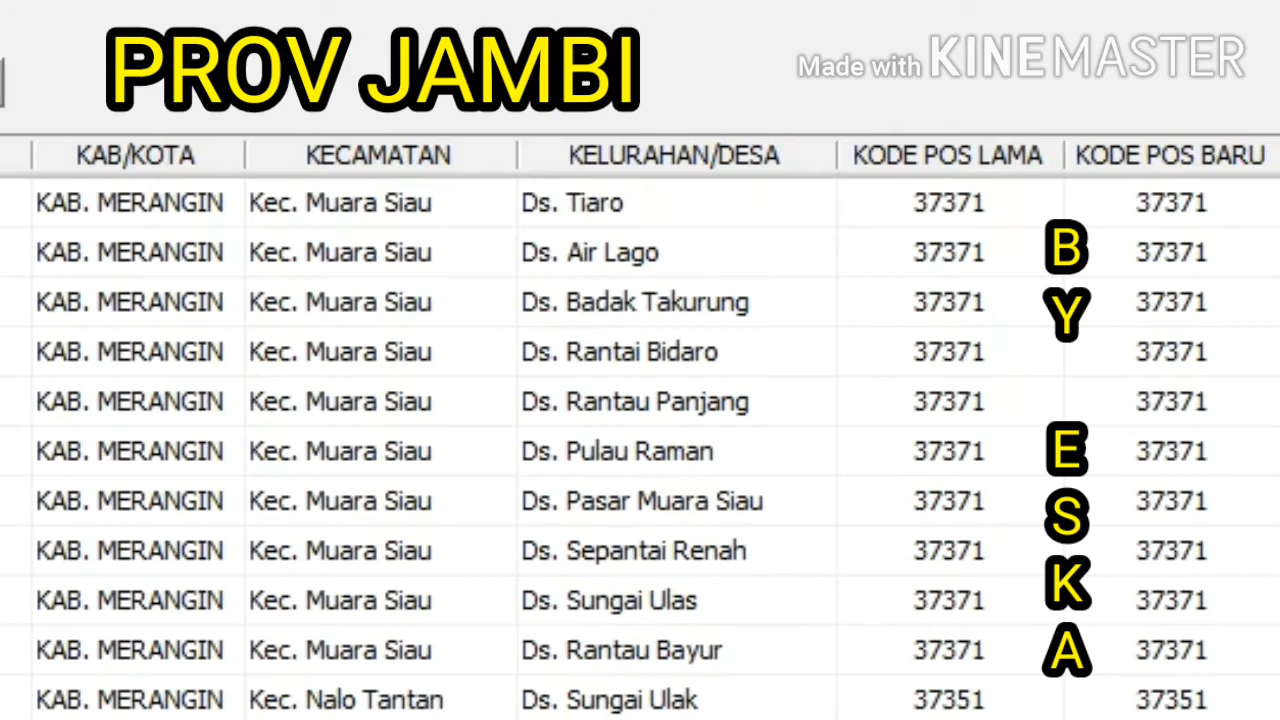 PROV JAMBI
Made with KINEMASTER
KAB/KOTA KECAMATAN KELURAHAN/DESA KODE POS LAMA KODE POS BARU
KAB. MERANGIN Kec. Muara Siau Ds. Tiaro 37371 37371
KAB. MERANGIN Kec. Muara Siau Ds. Air Lago 37371 37371
KAB. MERANGIN Kec. Muara Siau Ds. Badak Takurung 37371 37371
KAB. MERANGIN Kec. Muara Siau Ds. Rantai Bidaro 37371 37371
KAB. MERANGIN Kec. Muara Siau Ds. Rantau Panjang 37371 37371
KAB. MERANGIN Kec. Muara Siau Ds. Pulau Raman 37371 37371
KAB. MERANGIN Kec. Muara Siau Ds. Pasar Muara Siau 37371 37371
KAB. MERANGIN Kec. Muara Siau Ds. Sepantai Renah 37371 37371
KAB. MERANGIN Kec. Muara Siau Ds. Sungai Ulas 37371 37371
KAB. MERANGIN Kec. Muara Siau Ds. Rantau Bayur 37371 37371
KAB. MERANGIN Kec. Nalo Tantan Ds. Sungai Ulak 37351 37351
BY ESKA